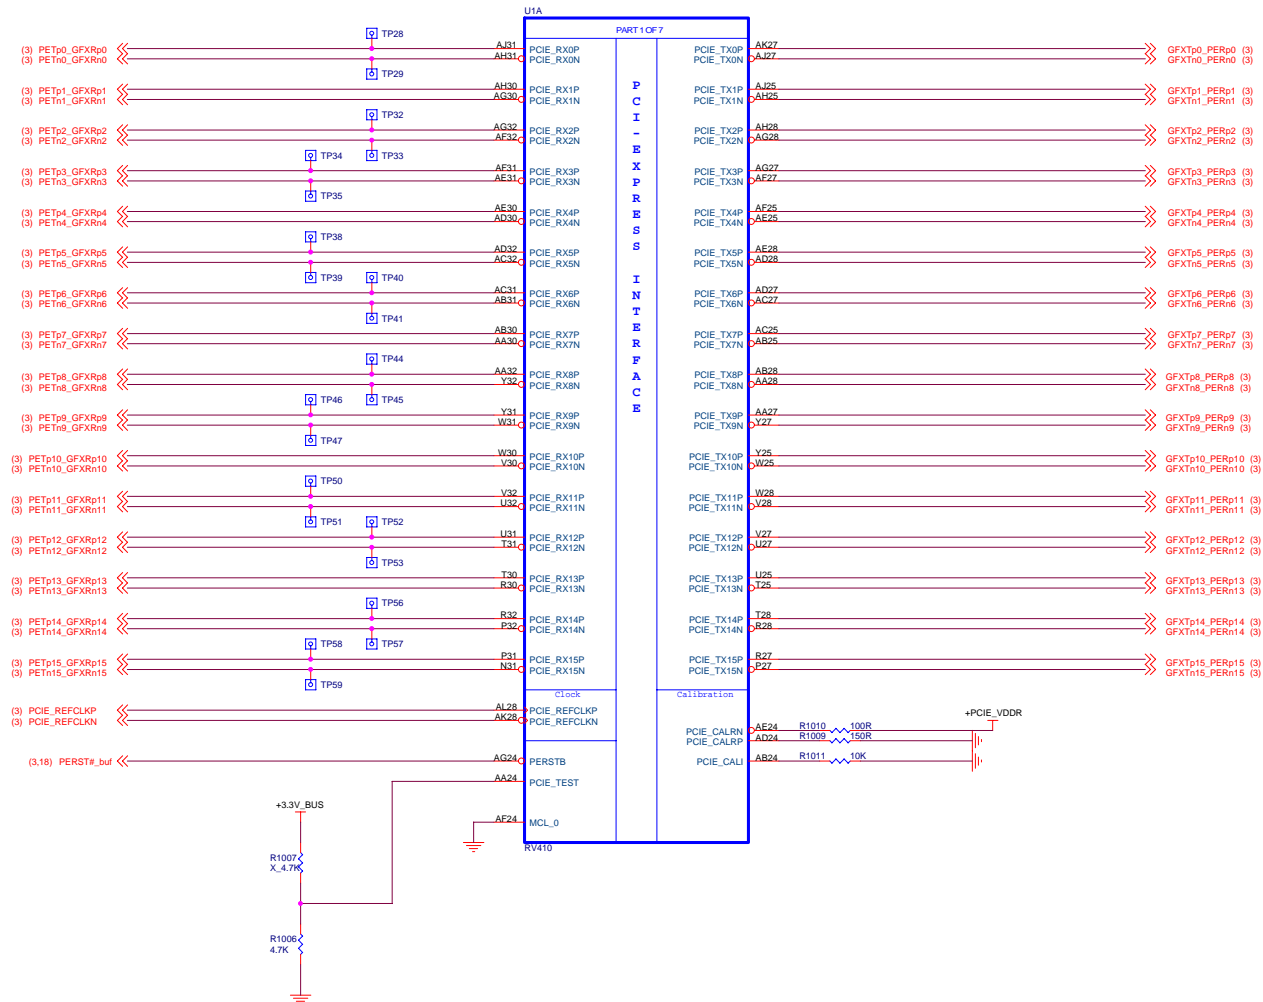 U1A
PART 1 OF 7
TP28
(3) PETp0_GFXRp0 AJ31 PCIE_RX0P PCIE_TX0P AK27 GFXTp0_PERp0 (3)
(3) PETn0_GFXRn0 AH31 PCIE_RX0N PCIE_TX0N AJ27 GFXTn0_PERn0 (3)
TP29
(3) PETp1_GFXRp1 AH30 PCIE_RX1P PCIE_TX1P AJ25 GFXTp1_PERp1 (3)
(3) PETn1_GFXRn1 AG30 PCIE_RX1N PCIE_TX1N AH25 GFXTn1_PERn1 (3)
TP32
(3) PETp2_GFXRp2 AG32 PCIE_RX2P PCIE_TX2P AH28 GFXTp2_PERp2 (3)
(3) PETn2_GFXRn2 AF32 PCIE_RX2N PCIE_TX2N AG28 GFXTn2_PERn2 (3)
TP34 TP33
(3) PETp3_GFXRp3 AF31 PCIE_RX3P PCIE_TX3P AG27 GFXTp3_PERp3 (3)
(3) PETn3_GFXRn3 AE31 PCIE_RX3N PCIE_TX3N AF27 GFXTn3_PERn3 (3)
TP35
(3) PETp4_GFXRp4 AE30 PCIE_RX4P PCIE_TX4P AF25 GFXTp4_PERp4 (3)
(3) PETn4_GFXRn4 AD30 PCIE_RX4N PCIE_TX4N AE25 GFXTn4_PERn4 (3)
TP38
(3) PETp5_GFXRp5 AD32 PCIE_RX5P PCIE_TX5P AE28 GFXTp5_PERp5 (3)
(3) PETn5_GFXRn5 AC32 PCIE_RX5N PCIE_TX5N AD28 GFXTn5_PERn5 (3)
TP39 TP40
(3) PETp6_GFXRp6 AC31 PCIE_RX6P PCIE_TX6P AD27 GFXTp6_PERp6 (3)
(3) PETn6_GFXRn6 AB31 PCIE_RX6N PCIE_TX6N AC27 GFXTn6_PERn6 (3)
TP41
(3) PETp7_GFXRp7 AB30 PCIE_RX7P PCIE_TX7P AC25 GFXTp7_PERp7 (3)
(3) PETn7_GFXRn7 AA30 PCIE_RX7N PCIE_TX7N AB25 GFXTn7_PERn7 (3)
TP44
(3) PETp8_GFXRp8 AA32 PCIE_RX8P PCIE_TX8P AB28 GFXTp8_PERp8 (3)
(3) PETn8_GFXRn8 Y32 PCIE_RX8N PCIE_TX8N AA28 GFXTn8_PERn8 (3)
TP46 TP45
(3) PETp9_GFXRp9 Y31 PCIE_RX9P PCIE_TX9P AA27 GFXTp9_PERp9 (3)
(3) PETn9_GFXRn9 W31 PCIE_RX9N PCIE_TX9N Y27 GFXTn9_PERn9 (3)
TP47
(3) PETp10_GFXRp10 W30 PCIE_RX10P PCIE_TX10P Y25 GFXTp10_PERp10 (3)
(3) PETn10_GFXRn10 V30 PCIE_RX10N PCIE_TX10N W25 GFXTn10_PERn10 (3)
TP50
(3) PETp11_GFXRp11 V32 PCIE_RX11P PCIE_TX11P W28 GFXTp11_PERp11 (3)
(3) PETn11_GFXRn11 U32 PCIE_RX11N PCIE_TX11N V28 GFXTn11_PERn11 (3)
TP51 TP52
(3) PETp12_GFXRp12 U31 PCIE_RX12P PCIE_TX12P V27 GFXTp12_PERp12 (3)
(3) PETn12_GFXRn12 T31 PCIE_RX12N PCIE_TX12N U27 GFXTn12_PERn12 (3)
TP53
(3) PETp13_GFXRp13 T30 PCIE_RX13P PCIE_TX13P U25 GFXTp13_PERp13 (3)
(3) PETn13_GFXRn13 R30 PCIE_RX13N PCIE_TX13N T25 GFXTn13_PERn13 (3)
TP56
(3) PETp14_GFXRp14 R32 PCIE_RX14P PCIE_TX14P T28 GFXTp14_PERp14 (3)
(3) PETn14_GFXRn14 P32 PCIE_RX14N PCIE_TX14N R28 GFXTn14_PERn14 (3)
TP58 TP57
(3) PETp15_GFXRp15 P31 PCIE_RX15P PCIE_TX15P R27 GFXTp15_PERp15 (3)
(3) PETn15_GFXRn15 N31 PCIE_RX15N PCIE_TX15N P27 GFXTn15_PERn15 (3)
TP59
PCI-EXPRESS INTERFACE
Clock Calibration
(3) PCIE_REFCLKP AL28 PCIE_REFCLKP
(3) PCIE_REFCLKN AK28 PCIE_REFCLKN
+PCIE_VDDR
PCIE_CALRN AE24 R1010 100R
PCIE_CALRP AD24 R1009 150R
(3,18) PERST#_buf AG24 PERSTB PCIE_CALI AB24 R1011 10K
AA24 PCIE_TEST
+3.3V_BUS
AF24 MCL_0
RV410
R1007
X_4.7K
R1006
4.7K